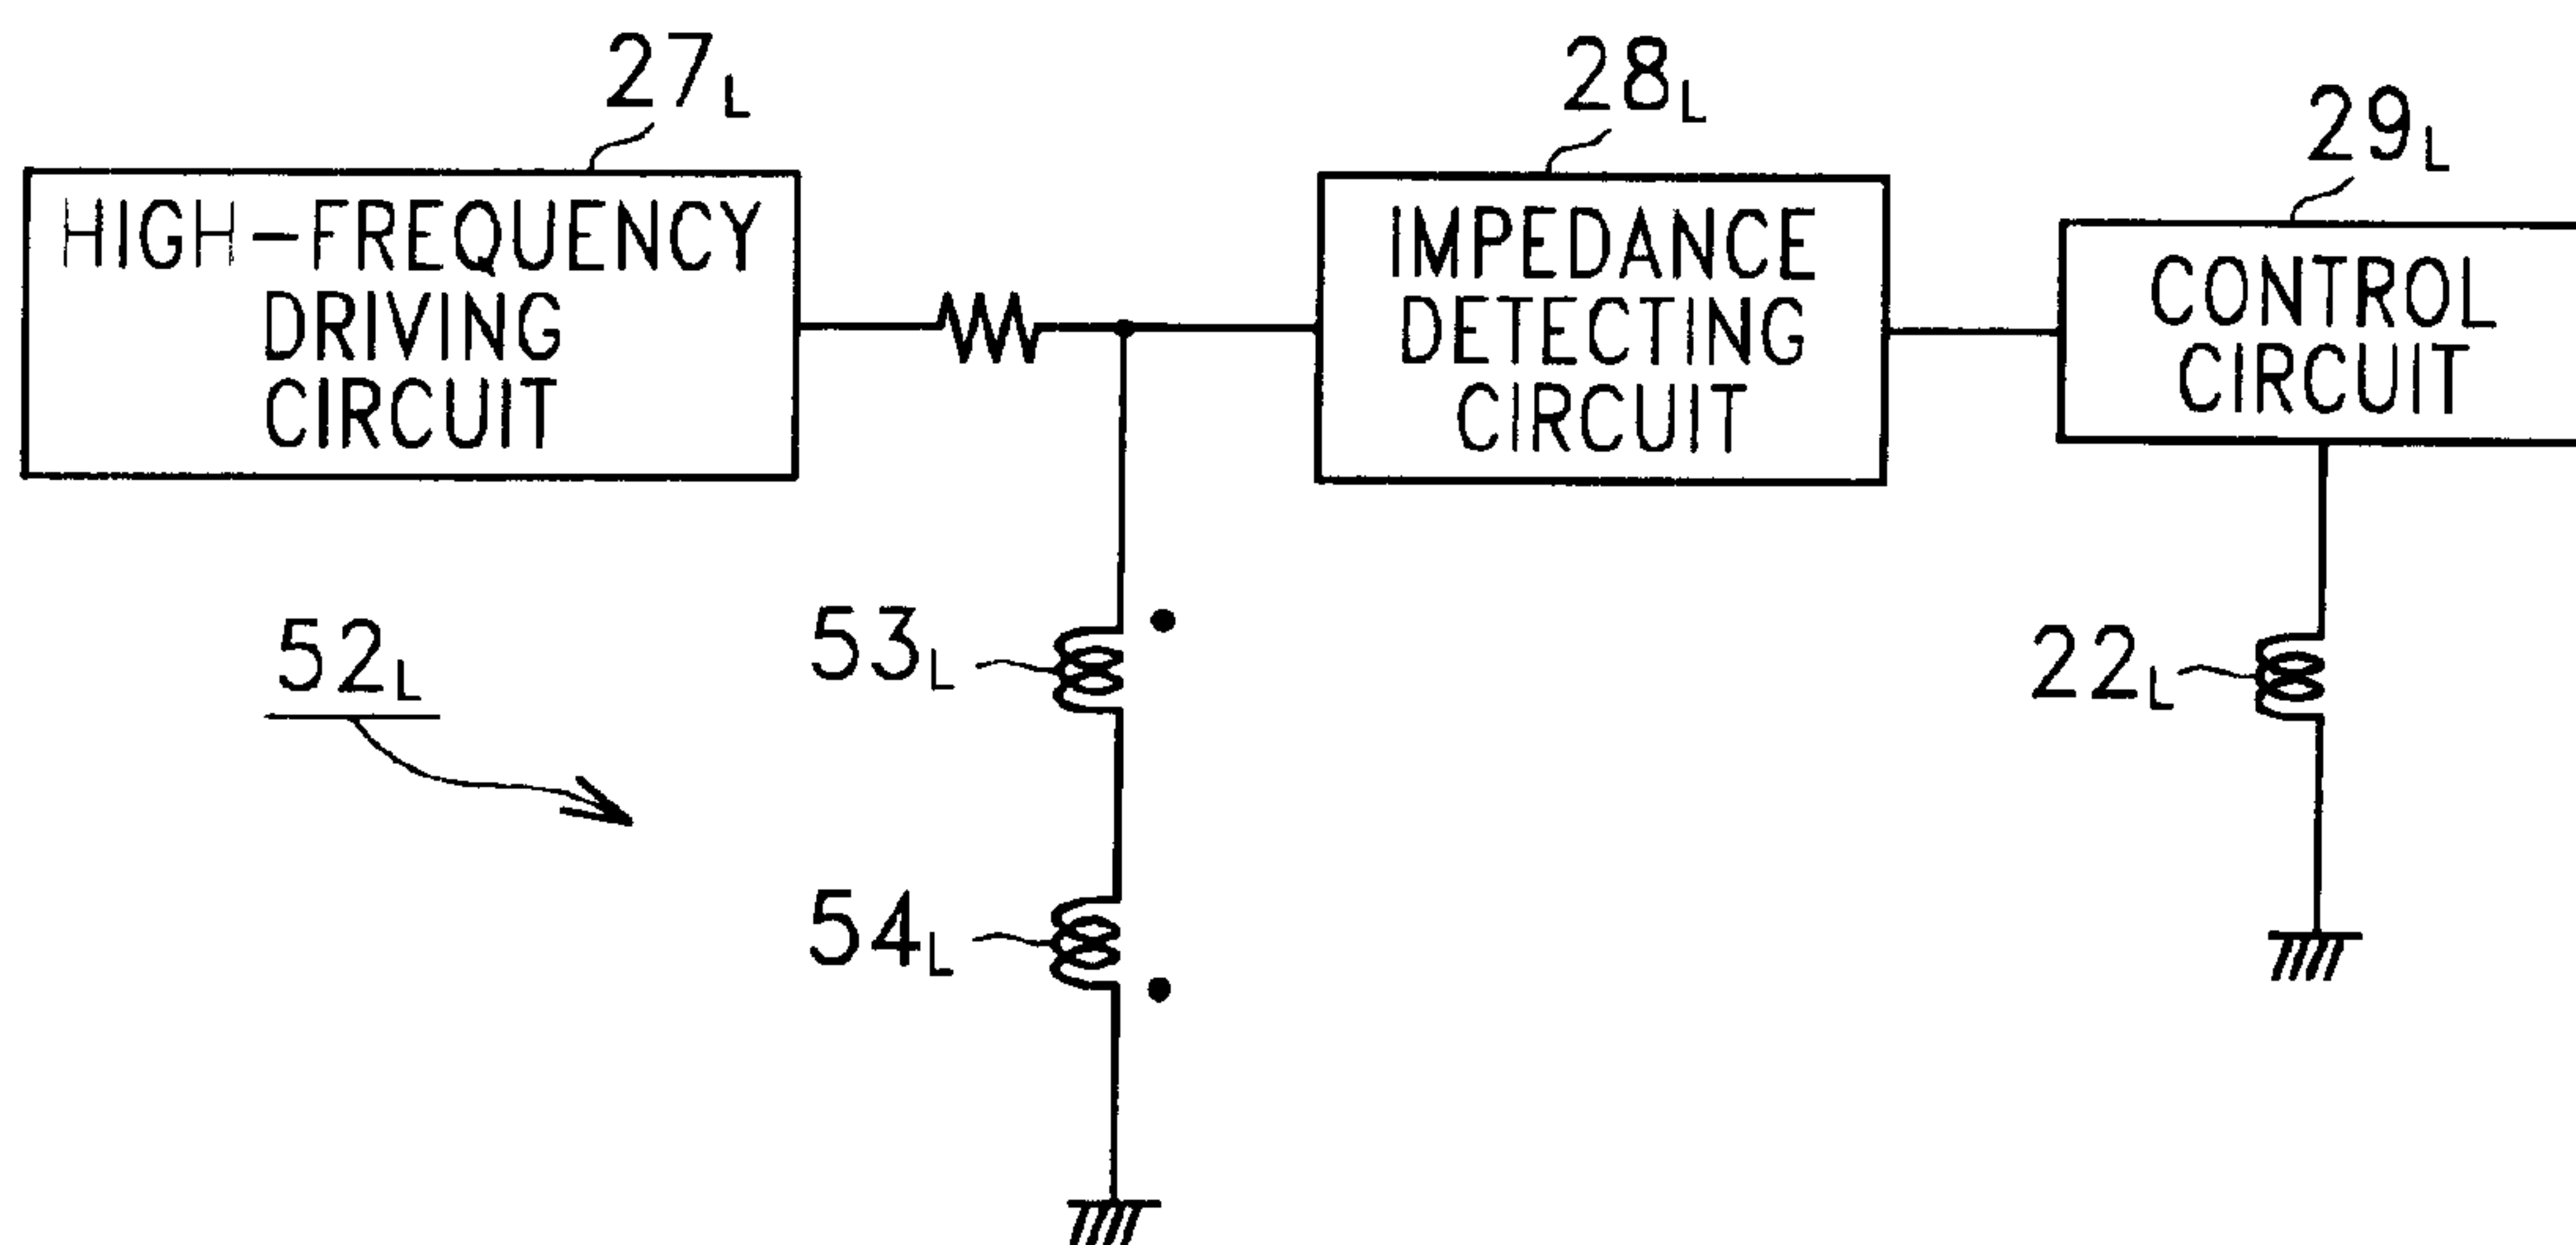 27L
28L
29L
HIGH-FREQUENCY
DRIVING
CIRCUIT
IMPEDANCE
DETECTING
CIRCUIT
CONTROL
CIRCUIT
52L
53L
22L
54L